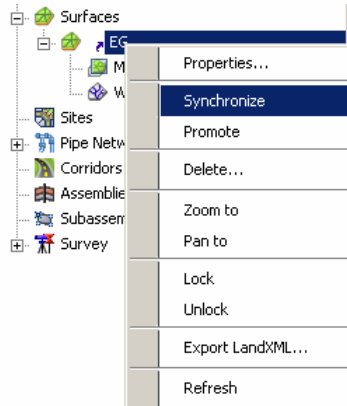 Surfaces
EG
Properties...
M
Synchronize
W
Sites
Promote
Pipe Netw
Corridors
Delete...
Assemblie
Zoom to
Subassem
Pan to
Survey
Lock
Unlock
Export LandXML...
Refresh